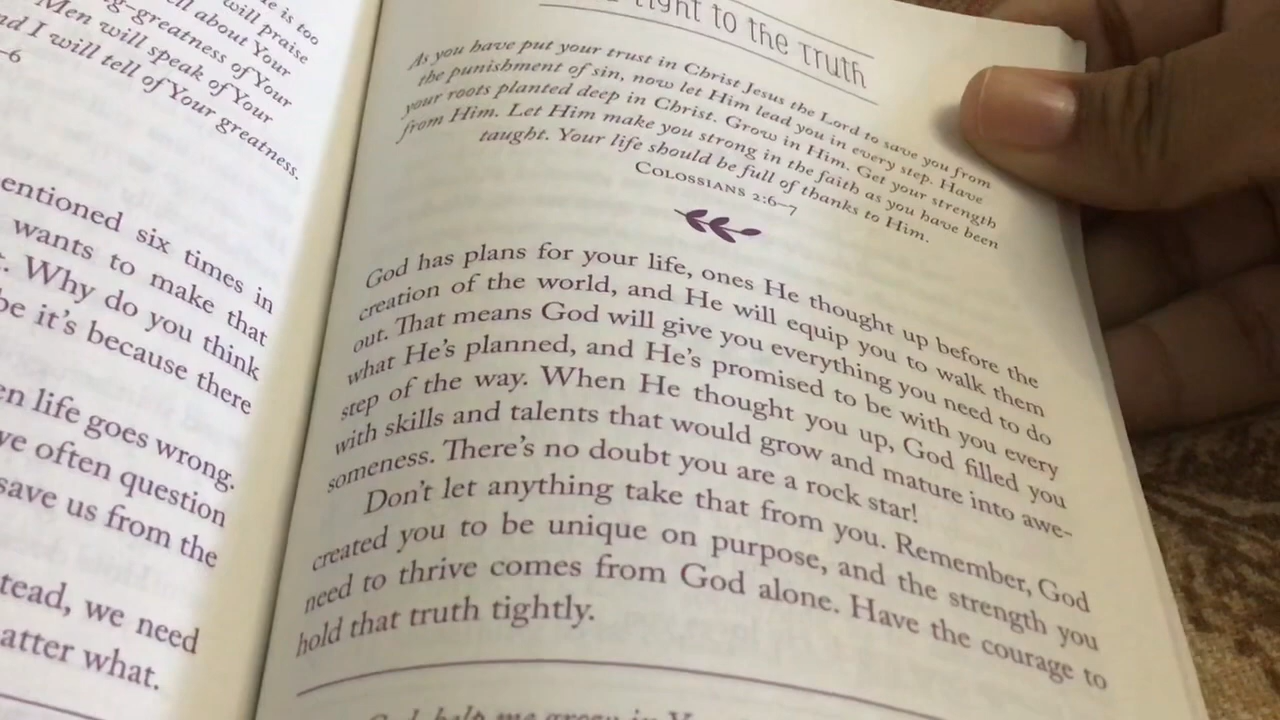 e is too
will praise
ell about Your
g-greatness of Your
Men will speak of Your
nd I will tell of Your greatness.
–6
entioned six times in
wants to make that
t. Why do you think
be it's because there
en life goes wrong.
ve often question
save us from the
tead, we need
atter what.
Tight to the Truth
As you have put your trust in Christ Jesus the Lord to save you from
the punishment of sin, now let Him lead you in every step. Have
your roots planted deep in Christ. Grow in Him. Get your strength
from Him. Let Him make you strong in the faith as you have been
taught. Your life should be full of thanks to Him.
Colossians 2:6–7
God has plans for your life, ones He thought up before the
creation of the world, and He will equip you to walk them
out. That means God will give you everything you need to do
what He's planned, and He's promised to be with you every
step of the way. When He thought you up, God filled you
with skills and talents that would grow and mature into awe-
someness. There's no doubt you are a rock star!
Don't let anything take that from you. Remember, God
created you to be unique on purpose, and the strength you
need to thrive comes from God alone. Have the courage to
hold that truth tightly.
God, help me grow in